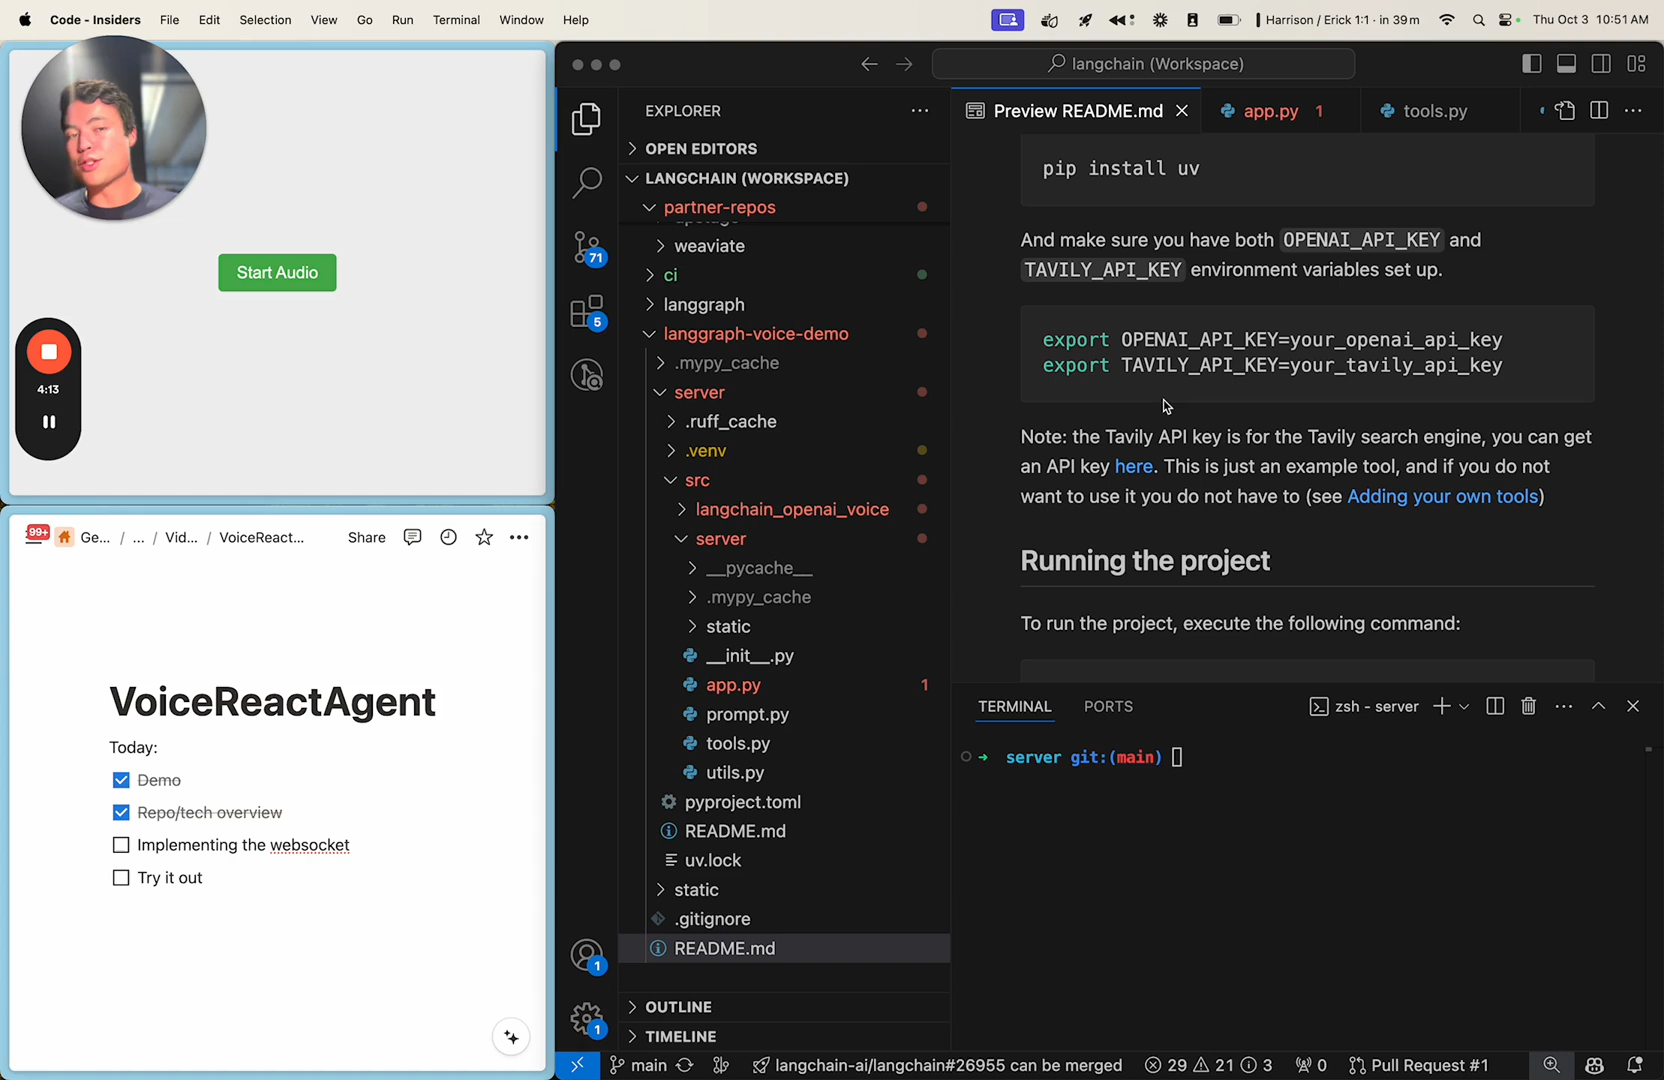 Code - Insiders File Edit Selection View Go Run Terminal Window Help
Harrison / Erick 1:1 · in 39 m
Thu Oct 3 10:51 AM
Start Audio
4:13
99+ Ge... / ... / Vid... / VoiceReact... Share
VoiceReactAgent
Today:
Demo
Repo/tech overview
Implementing the websocket
Try it out
langchain (Workspace)
71
5
1
1
EXPLORER
OPEN EDITORS
LANGCHAIN (WORKSPACE)
partner-repos
weaviate
ci
langgraph
langgraph-voice-demo
.mypy_cache
server
.ruff_cache
.venv
src
langchain_openai_voice
server
__pycache__
.mypy_cache
static
__init__.py
app.py 1
prompt.py
tools.py
utils.py
pyproject.toml
README.md
uv.lock
static
.gitignore
README.md
OUTLINE
TIMELINE
Preview README.md app.py 1 tools.py
pip install uv
And make sure you have both OPENAI_API_KEY and
TAVILY_API_KEY environment variables set up.
export OPENAI_API_KEY=your_openai_api_key
export TAVILY_API_KEY=your_tavily_api_key
Note: the Tavily API key is for the Tavily search engine, you can get
an API key here. This is just an example tool, and if you do not
want to use it you do not have to (see Adding your own tools)
Running the project
To run the project, execute the following command:
TERMINAL PORTS zsh - server
server git:(main)
main langchain-ai/langchain#26955 can be merged 29 21 3 0 Pull Request #1